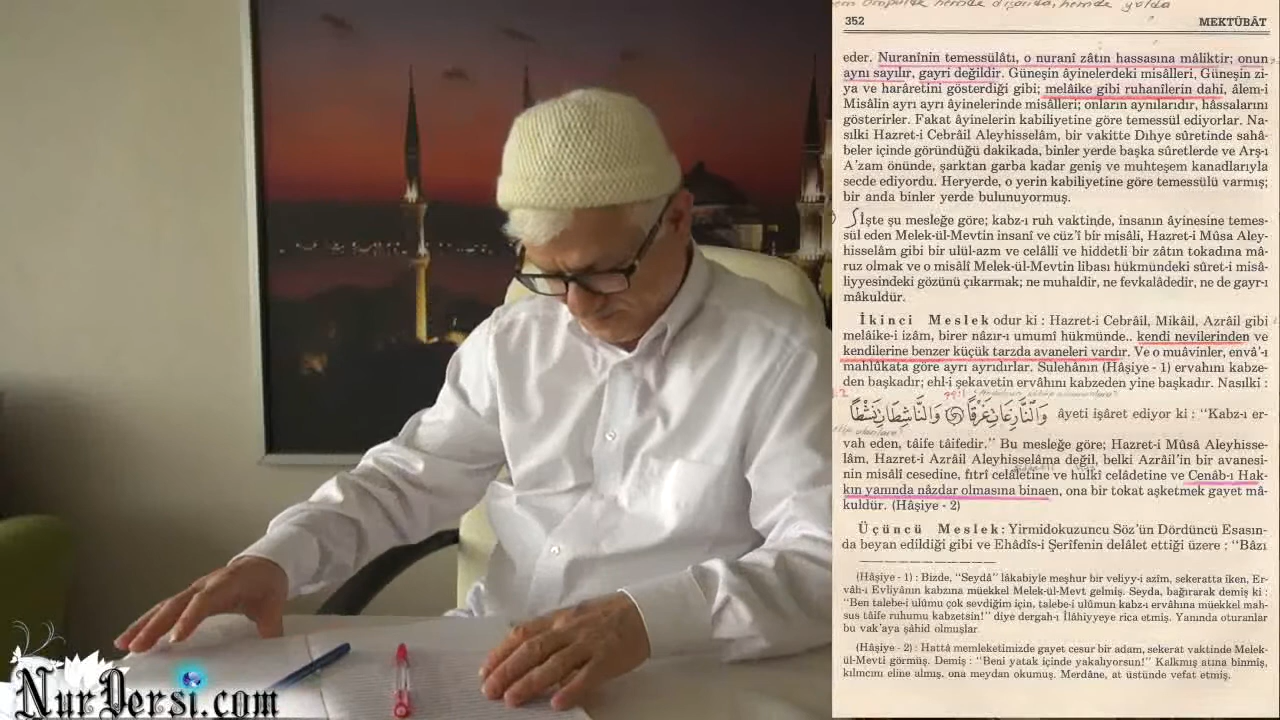 hemde dışarıda, hemde yolda
352 MEKTÛBÂT
eder. Nuranînin temessülâtı, o nuranî zâtın hassasına mâliktir; onun
aynı sayılır, gayri değildir. Güneşin âyinelerdeki misâlleri, Güneşin zi-
ya ve harâretini gösterdiği gibi; melâike gibi ruhanîlerin dahi, âlem-i
Misâlin ayrı ayrı âyinelerinde misâlleri; onların aynılarıdır, hâssalarını
gösterirler. Fakat âyinelerin kabiliyetine göre temessül ediyorlar. Na-
silki Hazret-i Cebrâil Aleyhisselâm, bir vakitte Dıhye sûretinde sahâ-
beler içinde göründüğü dakikada, binler yerde başka sûretlerde ve Arş-ı
A'zam önünde, şarktan garba kadar geniş ve muhteşem kanadlarıyla
secde ediyordu. Heryerde, o yerin kabiliyetine göre temessülü varmış;
bir anda binler yerde bulunuyormuş.
İşte şu mesleğe göre; kabz-ı ruh vaktinde, însanın âyinesine temes-
sül eden Melek-ül-Mevtin insanî ve cüz'î bir misâli, Hazret-i Mûsa Aley-
hisselâm gibi bir ulül-azm ve celâlli ve hiddetli bir zâtın tokadına mâ-
ruz olmak ve o misâlî Melek-ül-Mevtin libası hükmündeki sûret-i misâ-
liyyesindeki gözünü çıkarmak; ne muhaldir, ne fevkalâdedir, ne de gayr-ı
mâkuldür.
İkinci Meslek odur ki : Hazret-i Cebrâil, Mikâil, Azrâil gibi
melâike-i izâm, birer nâzır-ı umumî hükmünde.. kendi nevilerinden ve
kendilerine benzer küçük tarzda avaneleri vardır. Ve o muâvinler, envâ'-ı
mahlûkata göre ayrı ayrıdırlar. Sulehânın (Hâşiye - 1) ervahını kabze-
den başkadır; ehl-i şekavetin ervâhını kabzeden yine başkadır. Nasılki :
وَالنَّازِعَاتِ غَرْقًا وَالنَّاشِطَاتِ نَشْطًا âyeti işâret ediyor ki : "Kabz-ı er-
vah eden, tâife tâifedir." Bu mesleğe göre; Hazret-i Mûsâ Aleyhisse-
lâm, Hazret-i Azrâil Aleyhisselâma değil, belki Azrâil'in bir avanesi-
nin misâlî cesedine, fıtrî celâletine ve hulkî celâdetine ve Cenâb-ı Hak-
kın yanında nâzdar olmasına binaen, ona bir tokat aşketmek gayet mâ-
kuldür. (Hâşiye - 2)
Üçüncü Meslek: Yirmidokuzuncu Söz'ün Dördüncü Esasın-
da beyan edildiği gibi ve Ehâdîs-i Şerîfenin delâlet ettiği üzere : "Bâzı
(Hâşiye - 1) : Bizde, "Seydâ" lâkabiyle meşhur bir veliyy-i azîm, sekeratta iken, Er-
vâh-ı Evliyânın kabzına müekkel Melek-ül-Mevt gelmiş. Seyda, bağırarak demiş ki :
"Ben talebe-i ulûmu çok sevdiğim için, talebe-i ulûmun kabz-ı ervâhına müekkel mah-
sus tâife ruhumu kabzetsin!" diye dergah-ı İlâhiyyeye rica etmiş. Yanında oturanlar
bu vak'aya şâhid olmuşlar.
(Hâşiye - 2) : Hattâ memleketimizde gayet cesur bir adam, sekerat vaktinde Melek-
ül-Mevti görmüş. Demiş : "Beni yatak içinde yakalıyorsun!" Kalkmış atına binmiş,
kılıncını eline almış, ona meydan okumuş. Merdâne, at üstünde vefat etmiş.
NurDersi.com